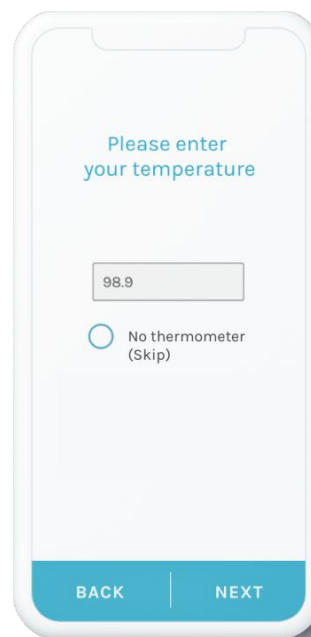 Please enter
your temperature
98.9
No thermometer
(Skip)
BACK
NEXT